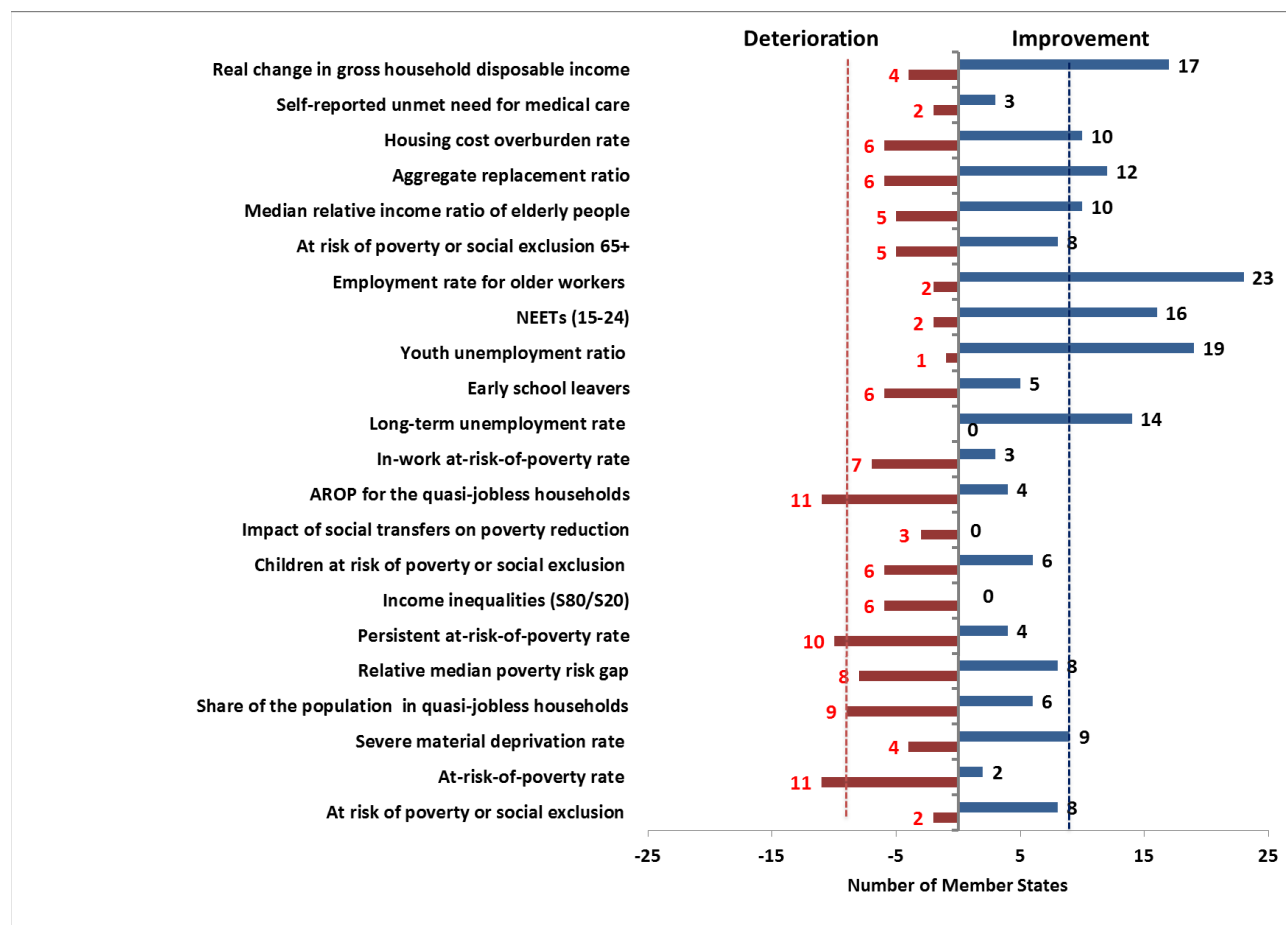 Deterioration Improvement
Real change in gross household disposable income 4 17
Self-reported unmet need for medical care 2 3
Housing cost overburden rate 6 10
Aggregate replacement ratio 6 12
Median relative income ratio of elderly people 5 10
At risk of poverty or social exclusion 65+ 5 8
Employment rate for older workers 2 23
NEETs (15-24) 2 16
Youth unemployment ratio 1 19
Early school leavers 6 5
Long-term unemployment rate 0 14
In-work at-risk-of-poverty rate 7 3
AROP for the quasi-jobless households 11 4
Impact of social transfers on poverty reduction 3 0
Children at risk of poverty or social exclusion 6 6
Income inequalities (S80/S20) 6 0
Persistent at-risk-of-poverty rate 10 4
Relative median poverty risk gap 8 8
Share of the population in quasi-jobless households 9 6
Severe material deprivation rate 4 9
At-risk-of-poverty rate 11 2
At risk of poverty or social exclusion 2 8
-25 -15 -5 5 15 25
Number of Member States